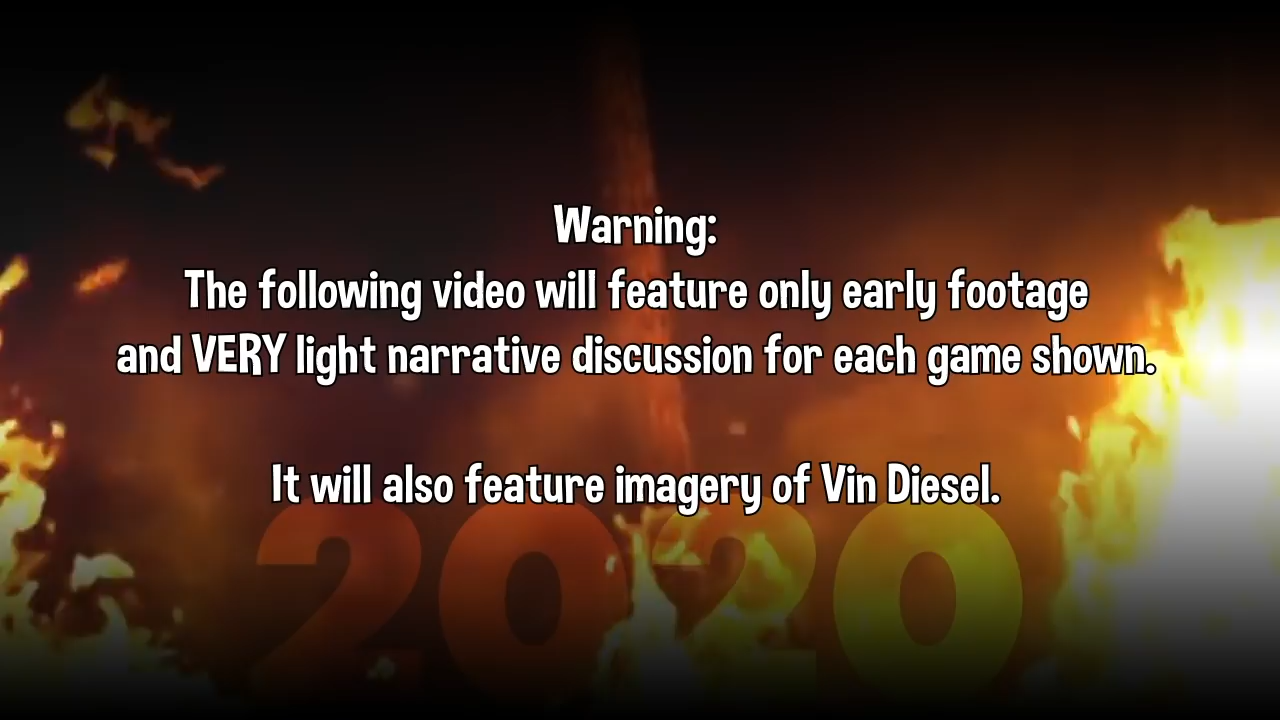 Warning:
The following video will feature only early footage
and VERY light narrative discussion for each game shown.
It will also feature imagery of Vin Diesel.
2020